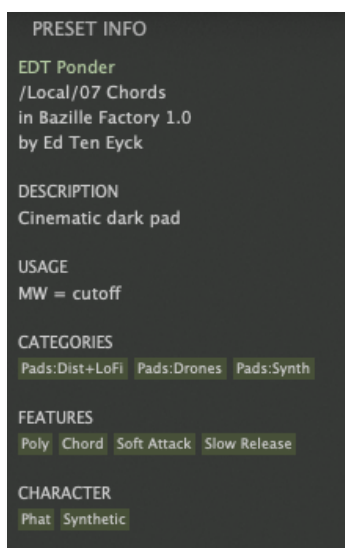 PRESET INFO
EDT Ponder
/Local/07 Chords
in Bazille Factory 1.0
by Ed Ten Eyck
DESCRIPTION
Cinematic dark pad
USAGE
MW = cutoff
CATEGORIES
Pads:Dist+LoFi Pads:Drones Pads:Synth
FEATURES
Poly Chord Soft Attack Slow Release
CHARACTER
Phat Synthetic